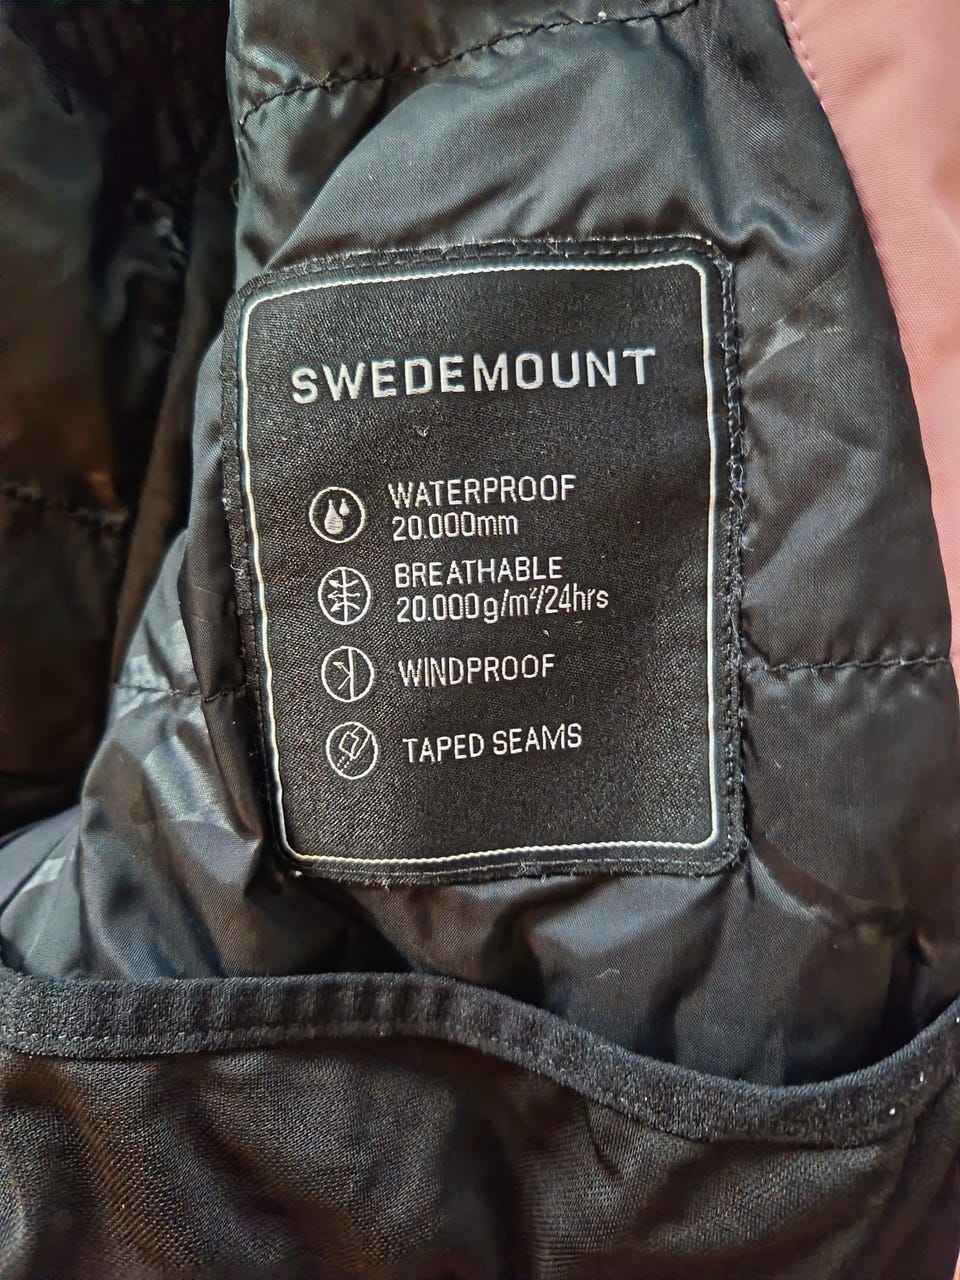 SWEDEMOUNT
WATERPROOF
20.000mm
BREATHABLE
20.000g/m²/24hrs
WINDPROOF
TAPED SEAMS